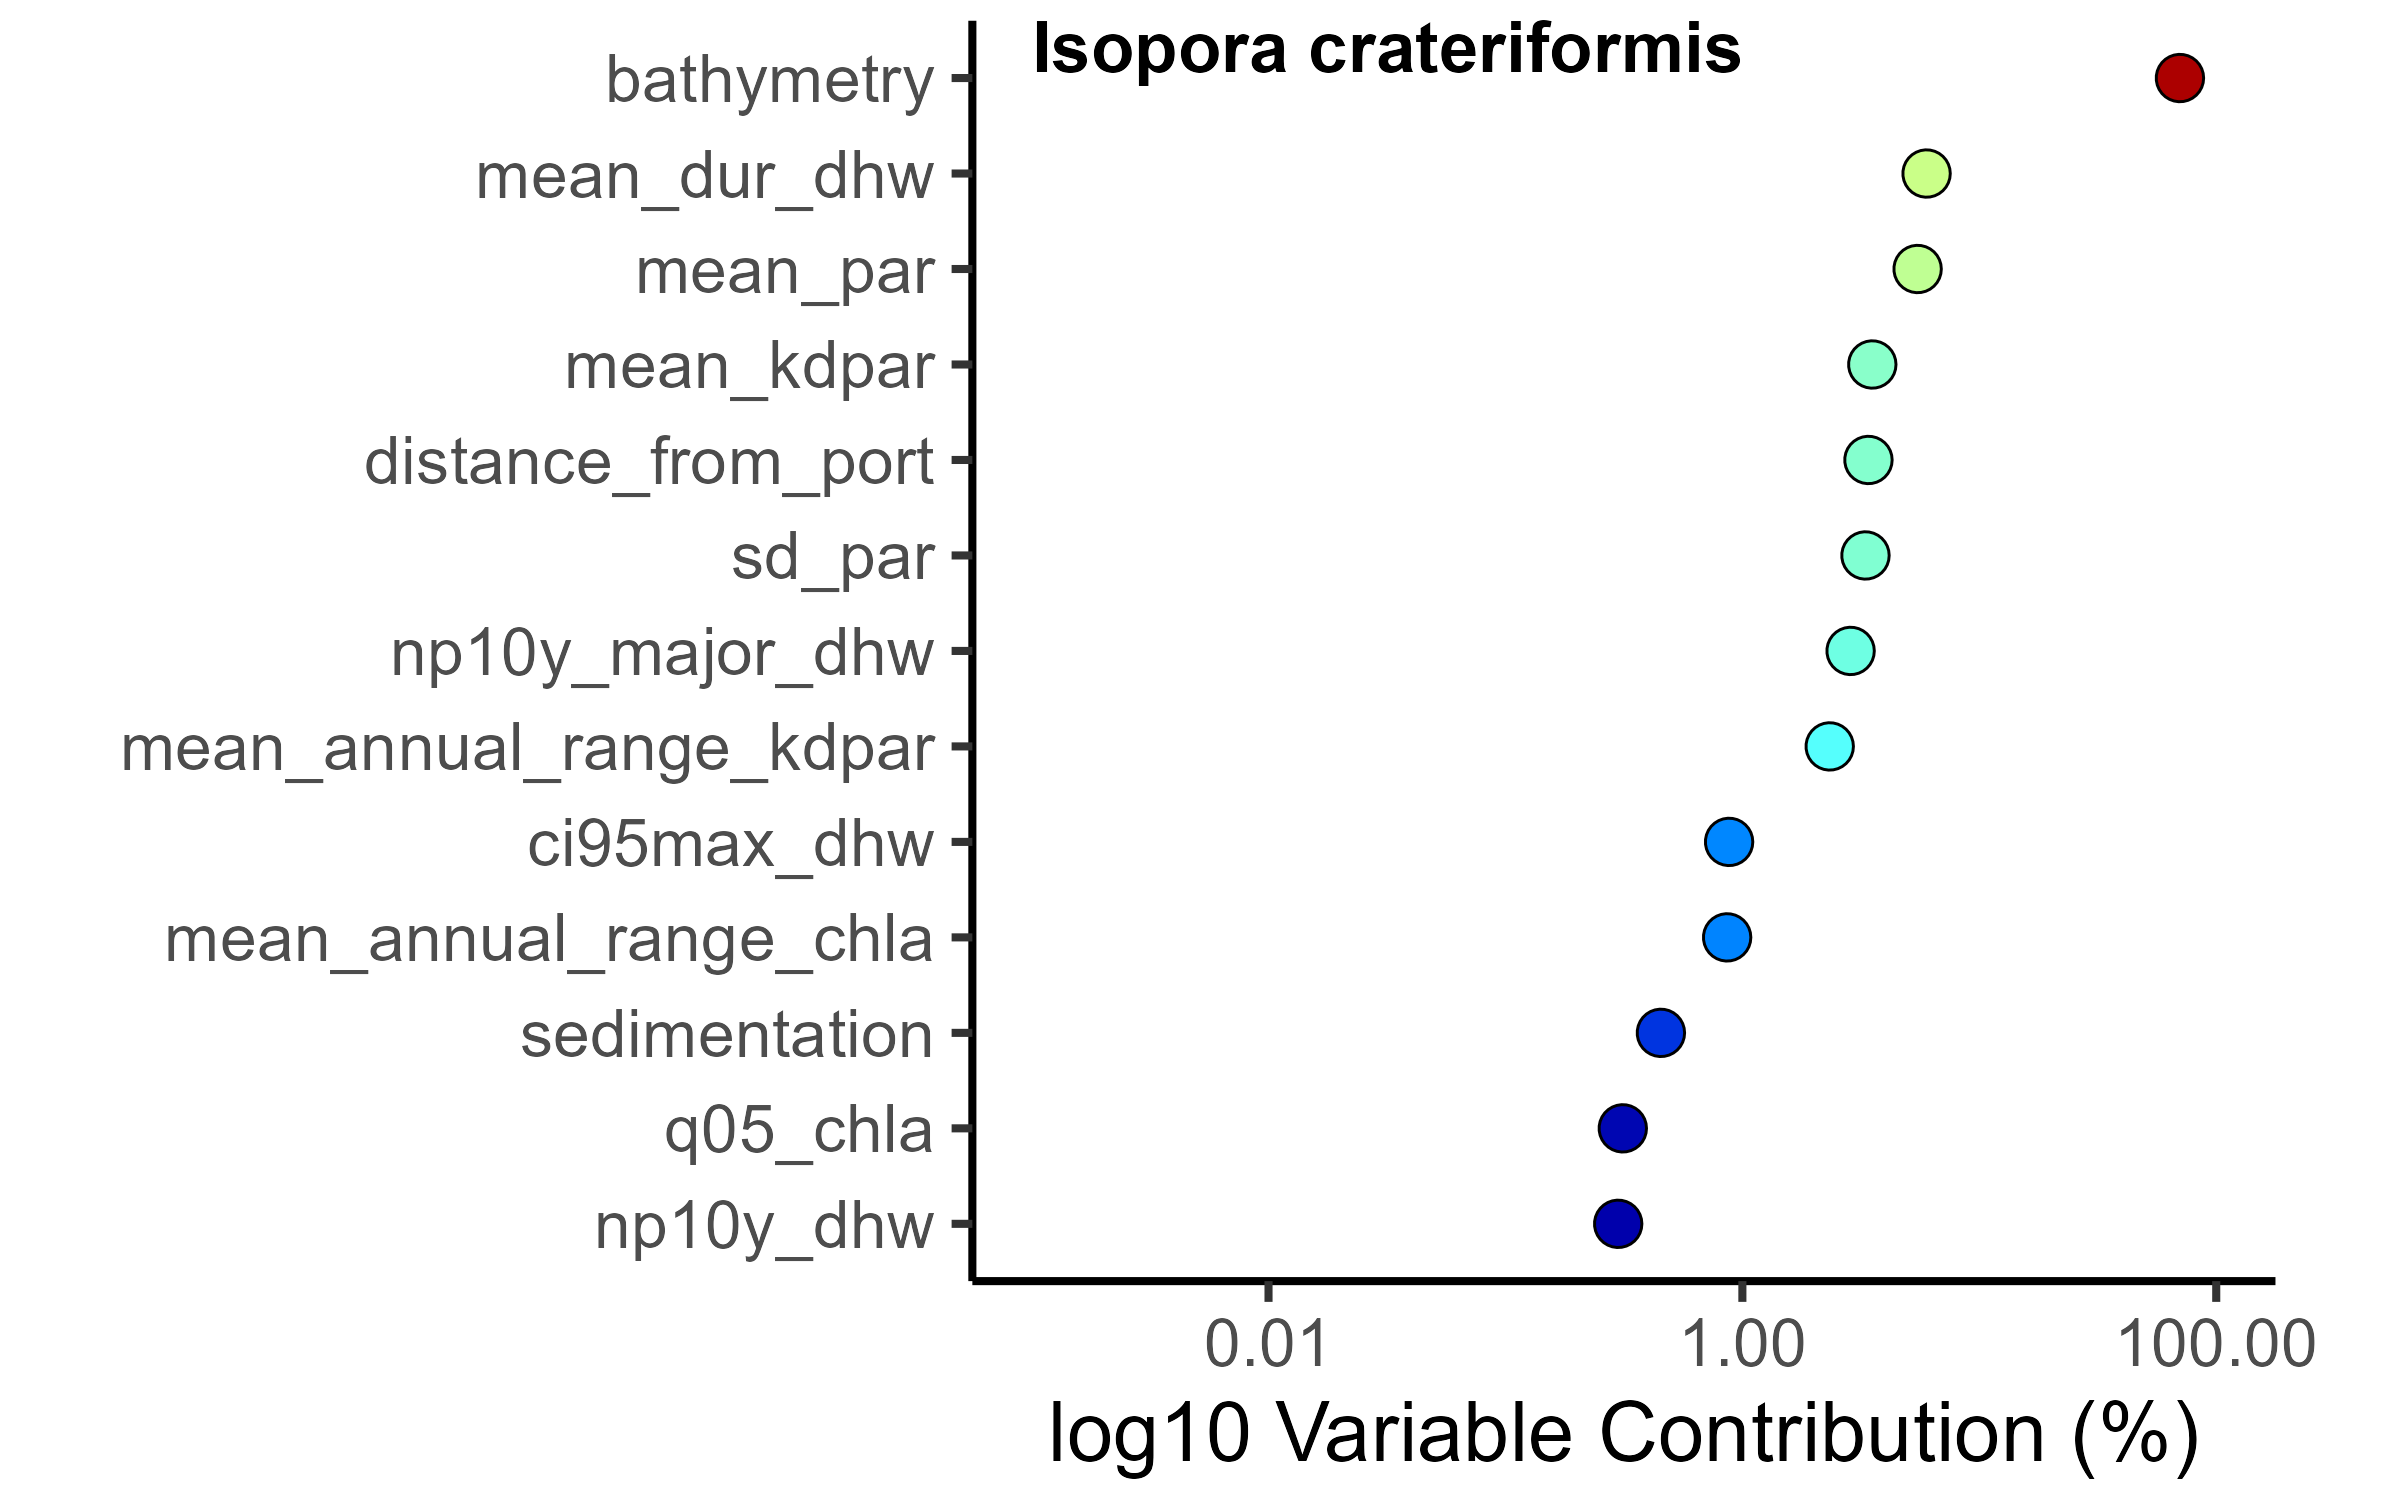 Isopora crateriformis
bathymetry
mean_dur_dhw
mean_par
mean_kdpar
distance_from_port
sd_par
np10y_major_dhw
mean_annual_range_kdpar
ci95max_dhw
mean_annual_range_chla
sedimentation
q05_chla
np10y_dhw
0.01 1.00 100.00
log10 Variable Contribution (%)